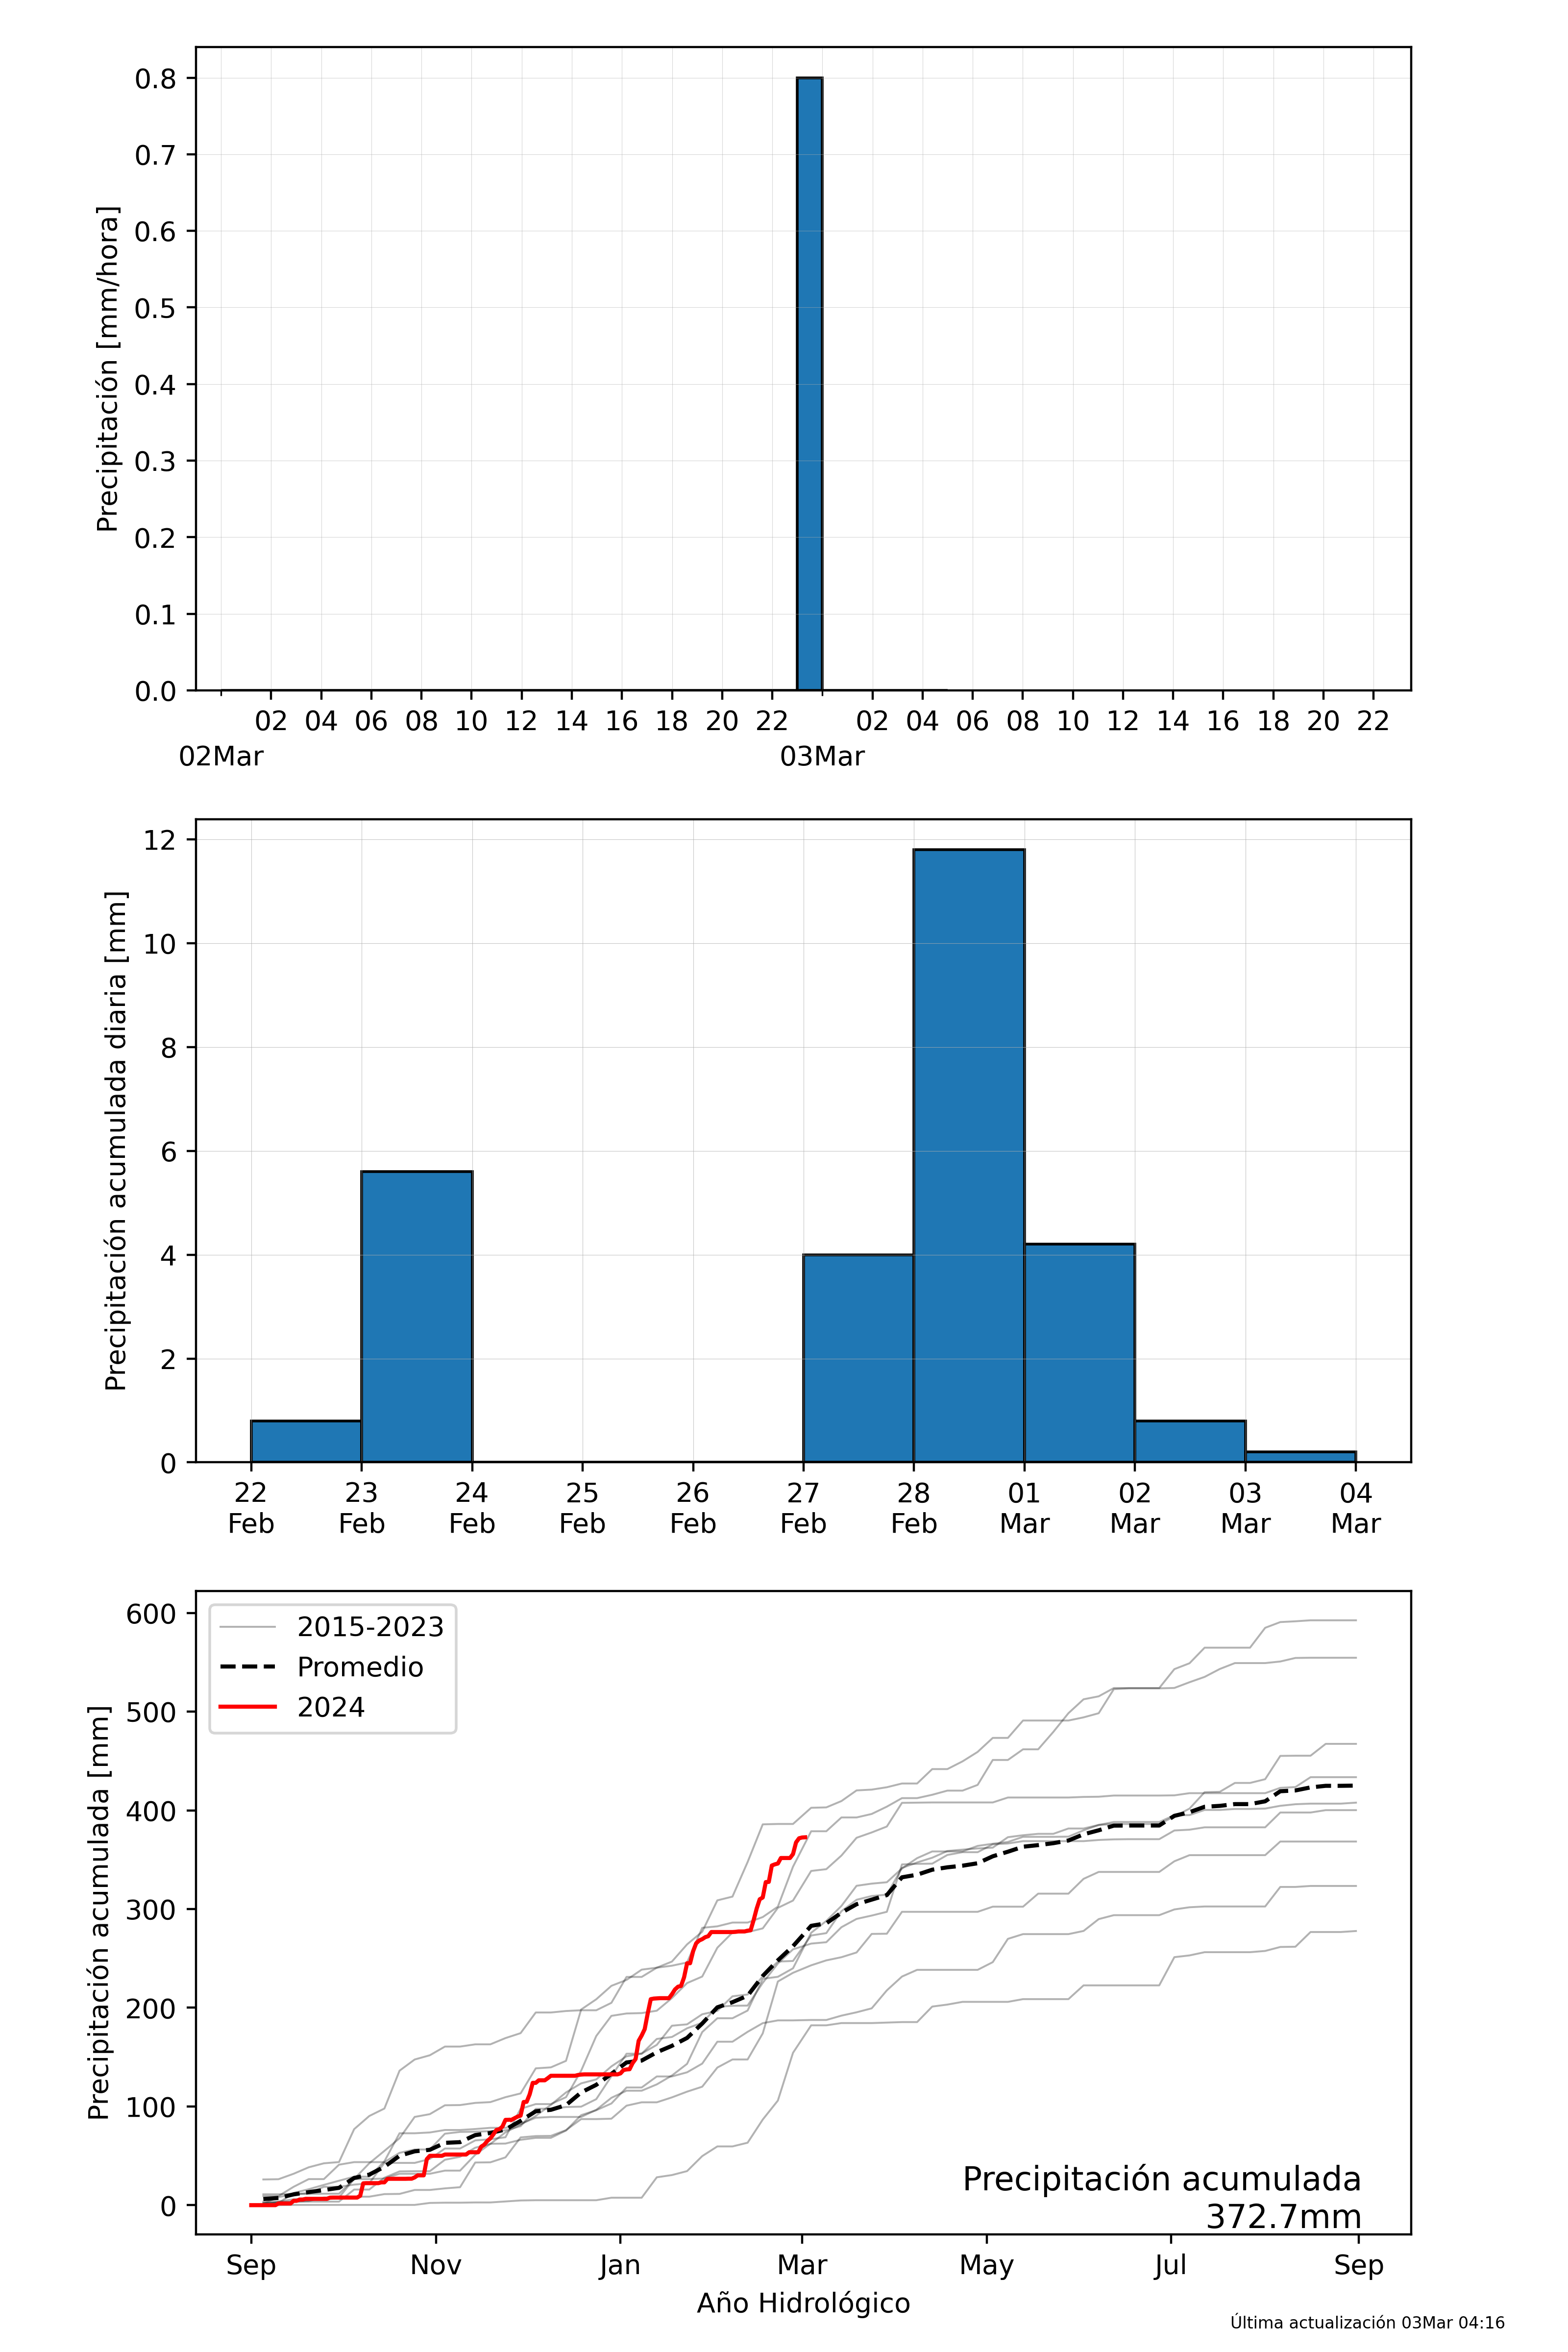 0.8
0.7
0.6
0.5
0.4
0.3
0.2
0.1
0.0
Precipitación [mm/hora]
02 04 06 08 10 12 14 16 18 20 22 02 04 06 08 10 12 14 16 18 20 22
02Mar 03Mar
12
10
8
6
4
2
0
Precipitación acumulada diaria [mm]
22 23 24 25 26 27 28 01 02 03 04
Feb Feb Feb Feb Feb Feb Feb Mar Mar Mar Mar
600
500
400
300
200
100
0
Precipitación acumulada [mm]
2015-2023
Promedio
2024
Precipitación acumulada
372.7mm
Sep Nov Jan Mar May Jul Sep
Año Hidrológico
Última actualización 03Mar 04:16